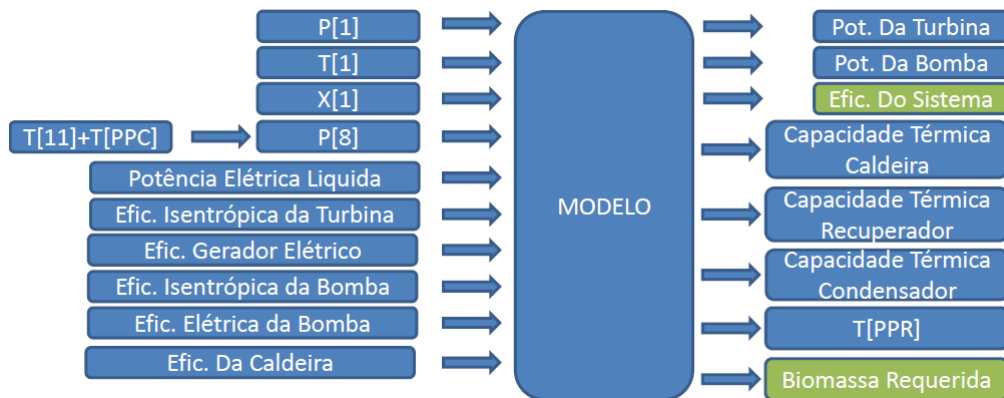 P[1]
T[1]
X[1]
T[11]+T[PPC]
P[8]
Potência Elétrica Liquida
Efic. Isentrópica da Turbina
Efic. Gerador Elétrico
Efic. Isentrópica da Bomba
Efic. Elétrica da Bomba
Efic. Da Caldeira
MODELO
Pot. Da Turbina
Pot. Da Bomba
Efic. Do Sistema
Capacidade Térmica
Caldeira
Capacidade Térmica
Recuperador
Capacidade Térmica
Condensador
T[PPR]
Biomassa Requerida